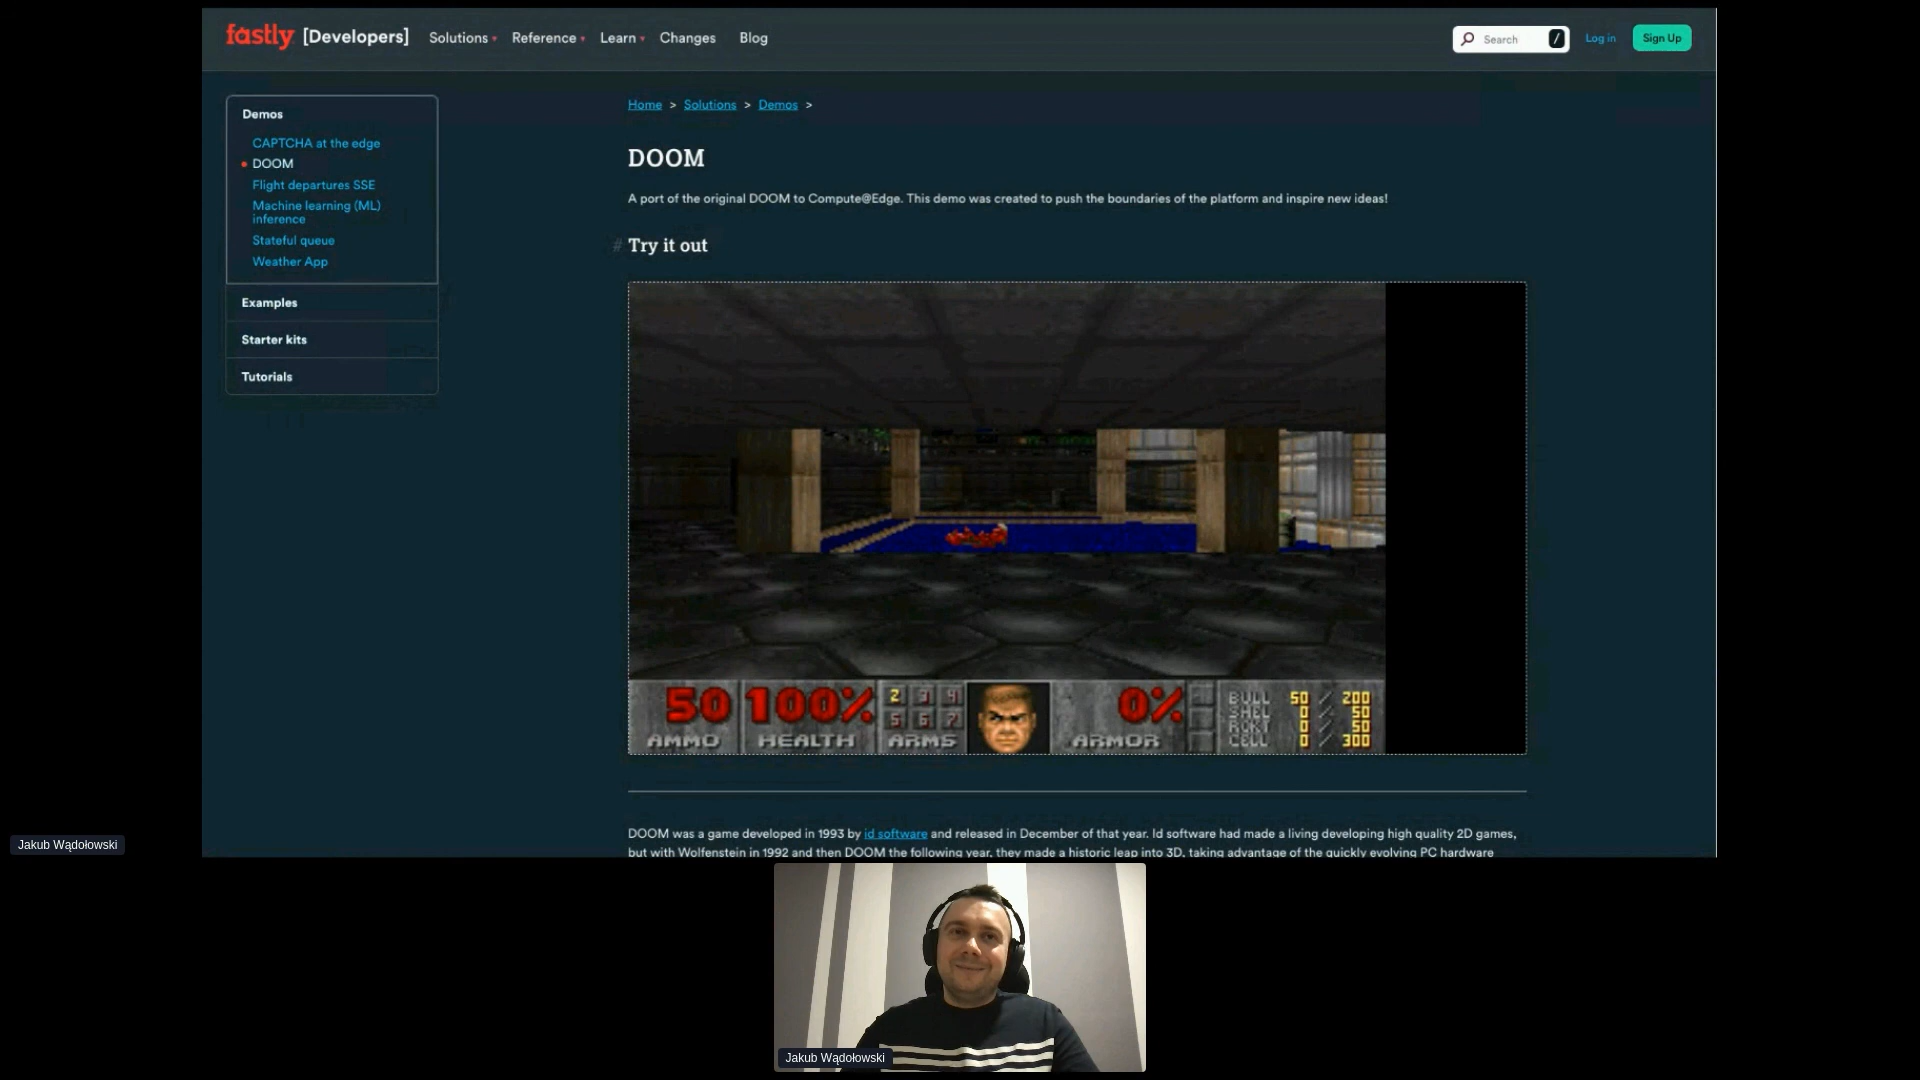 fastly [Developers] Solutions Reference Learn Changes Blog
Search / Log in Sign Up
Demos
CAPTCHA at the edge
DOOM
Flight departures SSE
Machine learning (ML)
inference
Stateful queue
Weather App
Examples
Starter kits
Tutorials
Home > Solutions > Demos >
DOOM
A port of the original DOOM to Compute@Edge. This demo was created to push the boundaries of the platform and inspire new ideas!
# Try it out
50 100% 2 3 4 0%
5 6 7
AMMO HEALTH ARMS ARMOR
BULL 50 / 200
SHEL 0 / 50
RCKT 0 / 50
CELL 0 / 300
DOOM was a game developed in 1993 by id software and released in December of that year. Id software had made a living developing high quality 2D games,
but with Wolfenstein in 1992 and then DOOM the following year, they made a historic leap into 3D, taking advantage of the quickly evolving PC hardware
Jakub Wądołowski
Jakub Wądołowski